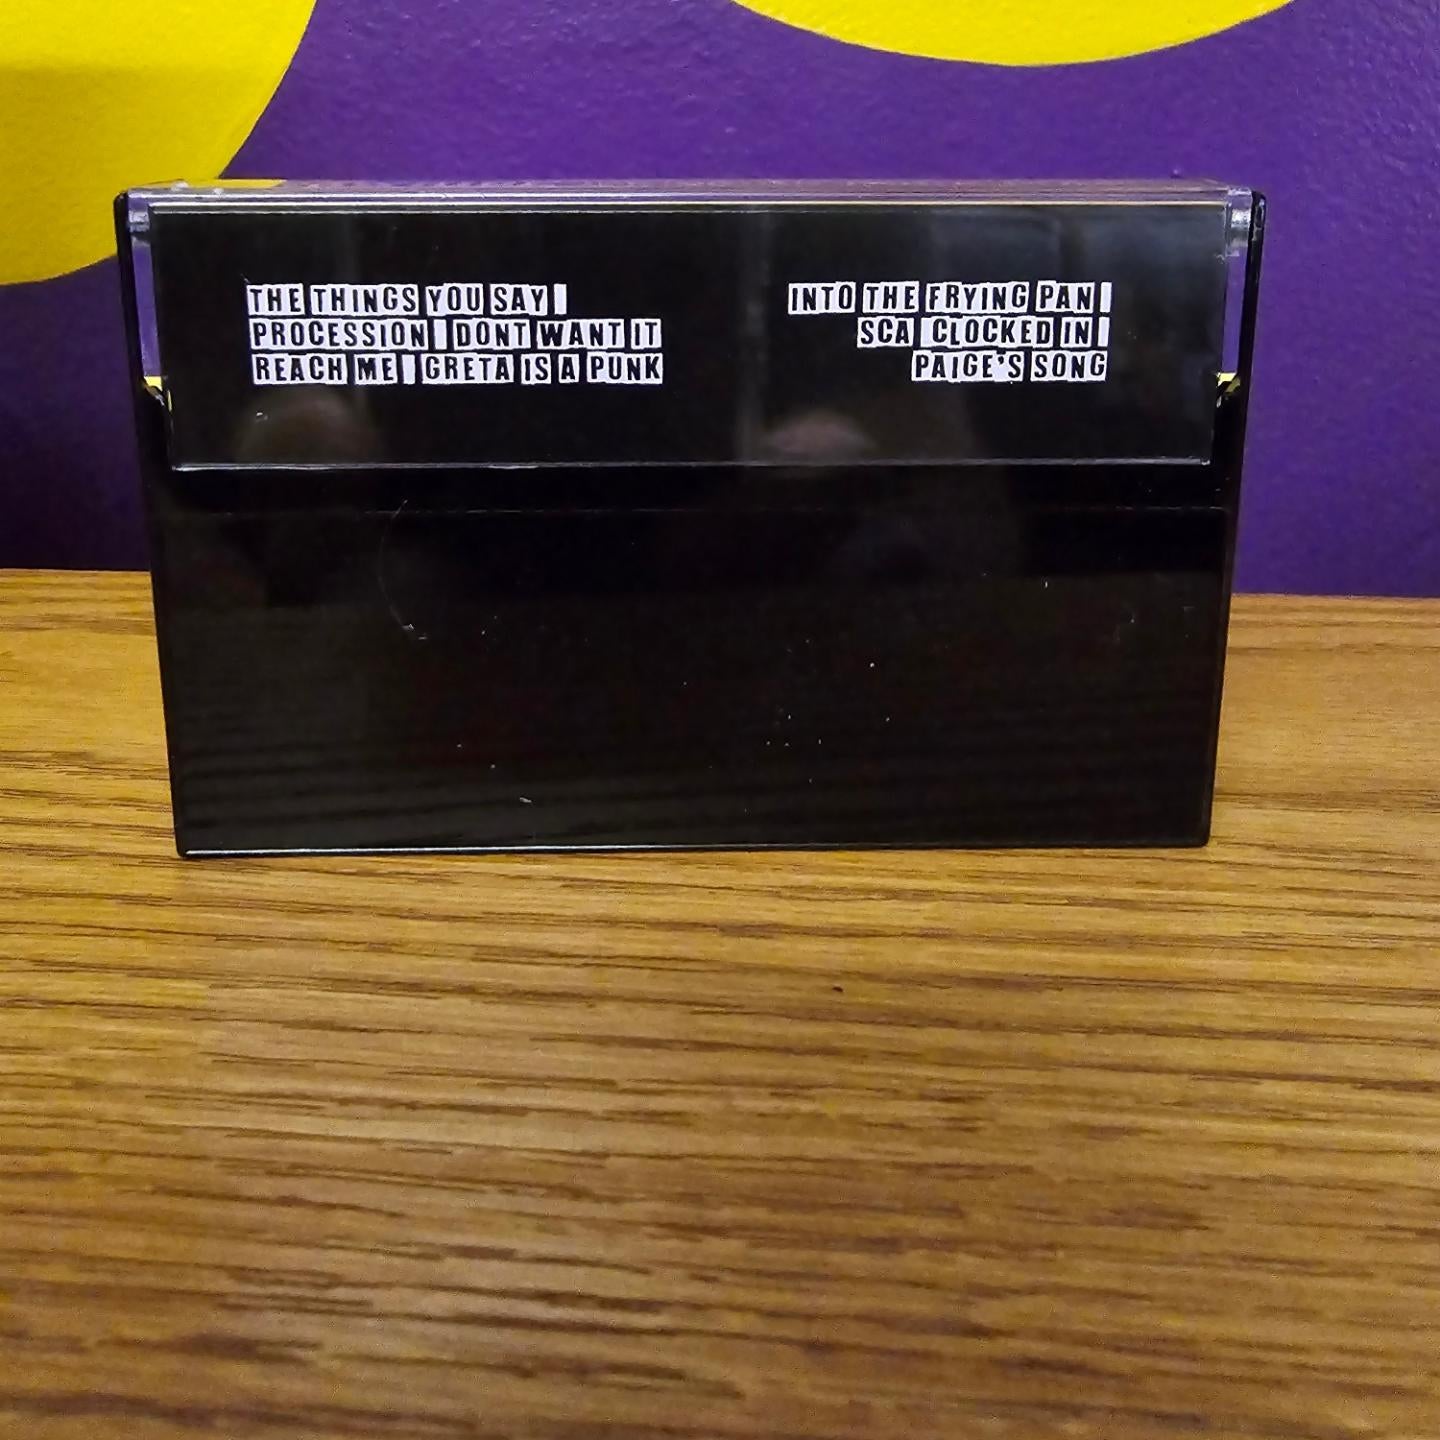 THE THINGS YOU SAY |
PROCESSION | DONT WANT IT
REACH ME | GRETA IS A PUNK
INTO THE FRYING PAN |
SCA CLOCKED IN |
PAIGE'S SONG